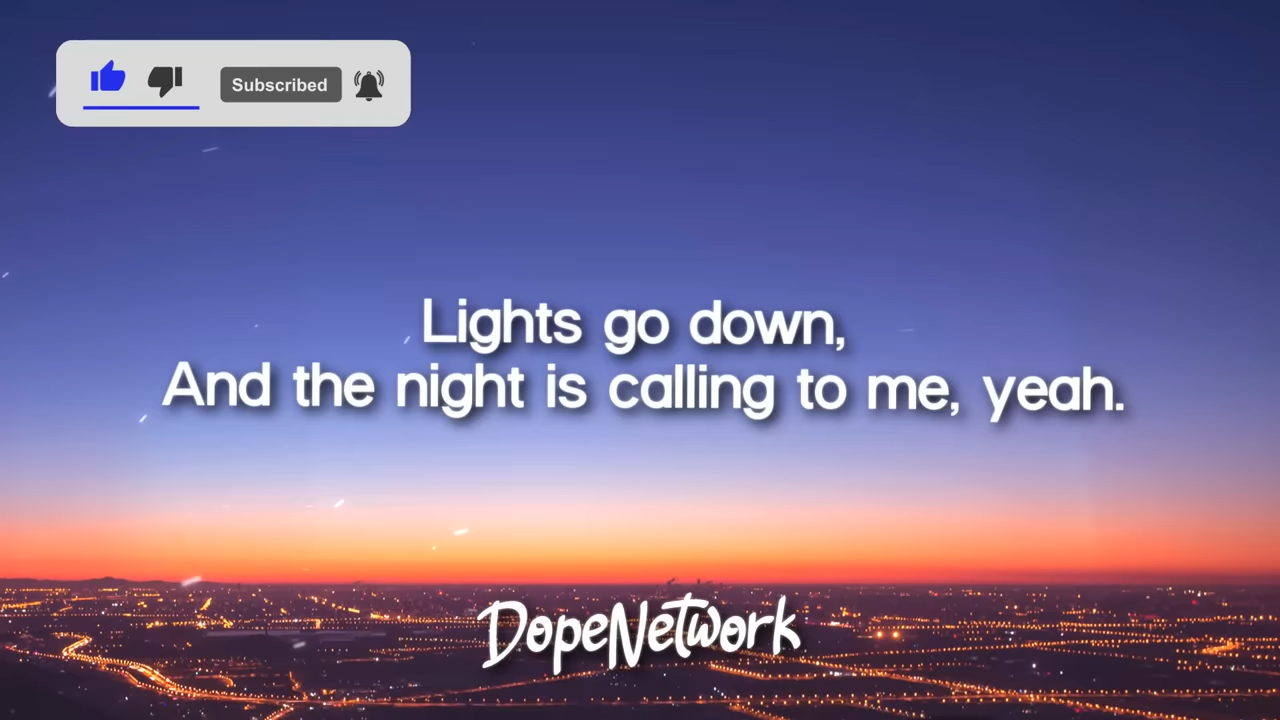 Subscribed
Lights go down,
And the night is calling to me, yeah.
DopeNetwork